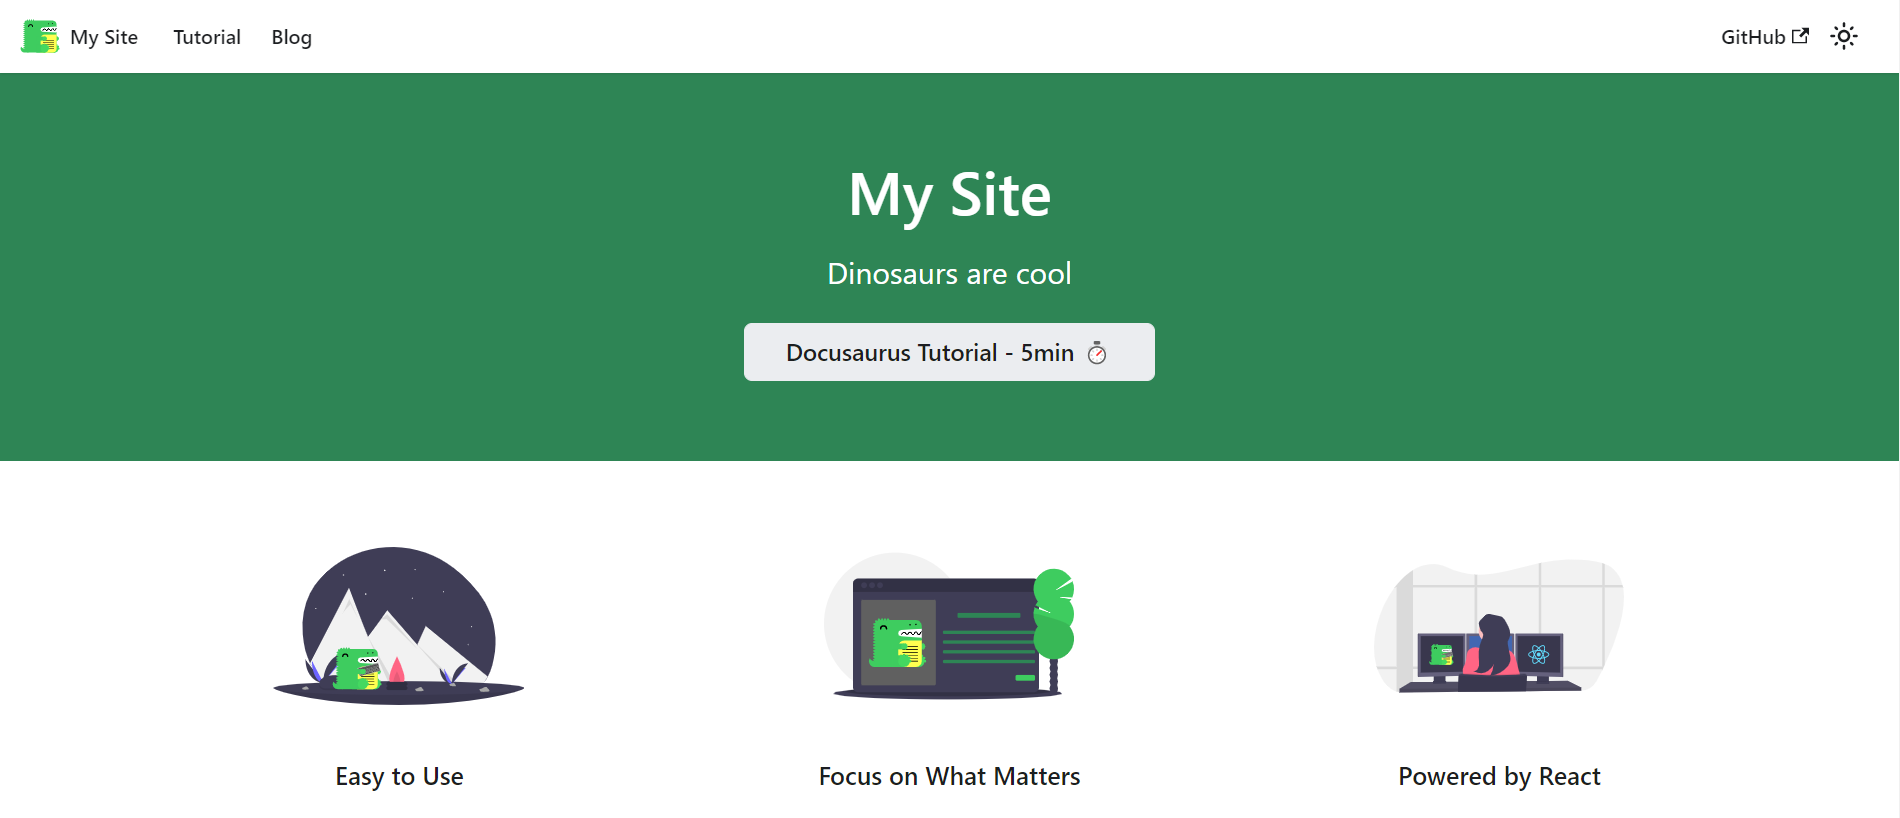 My Site
Tutorial
Blog
GitHub
My Site
Dinosaurs are cool
Docusaurus Tutorial - 5min ⏱️
Easy to Use
Focus on What Matters
Powered by React